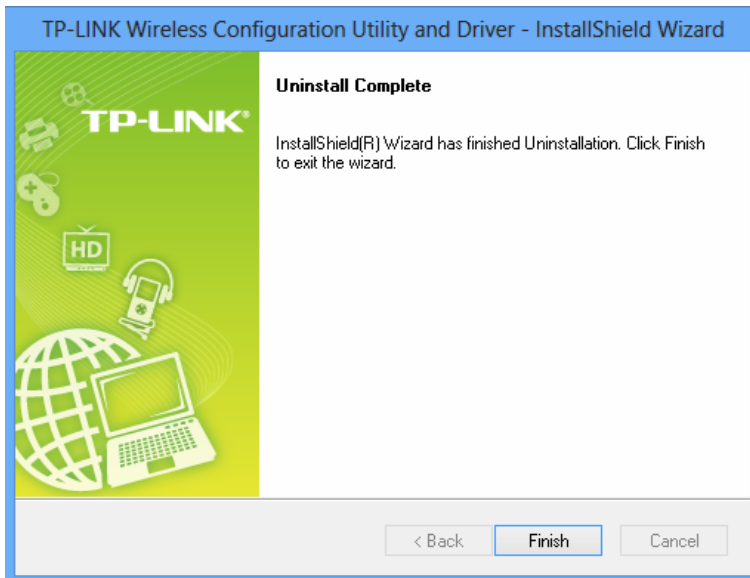 TP-LINK Wireless Configuration Utility and Driver - InstallShield Wizard
TP-LINK®
HD
Uninstall Complete
InstallShield(R) Wizard has finished Uninstallation. Click Finish
to exit the wizard.
< Back
Finish
Cancel